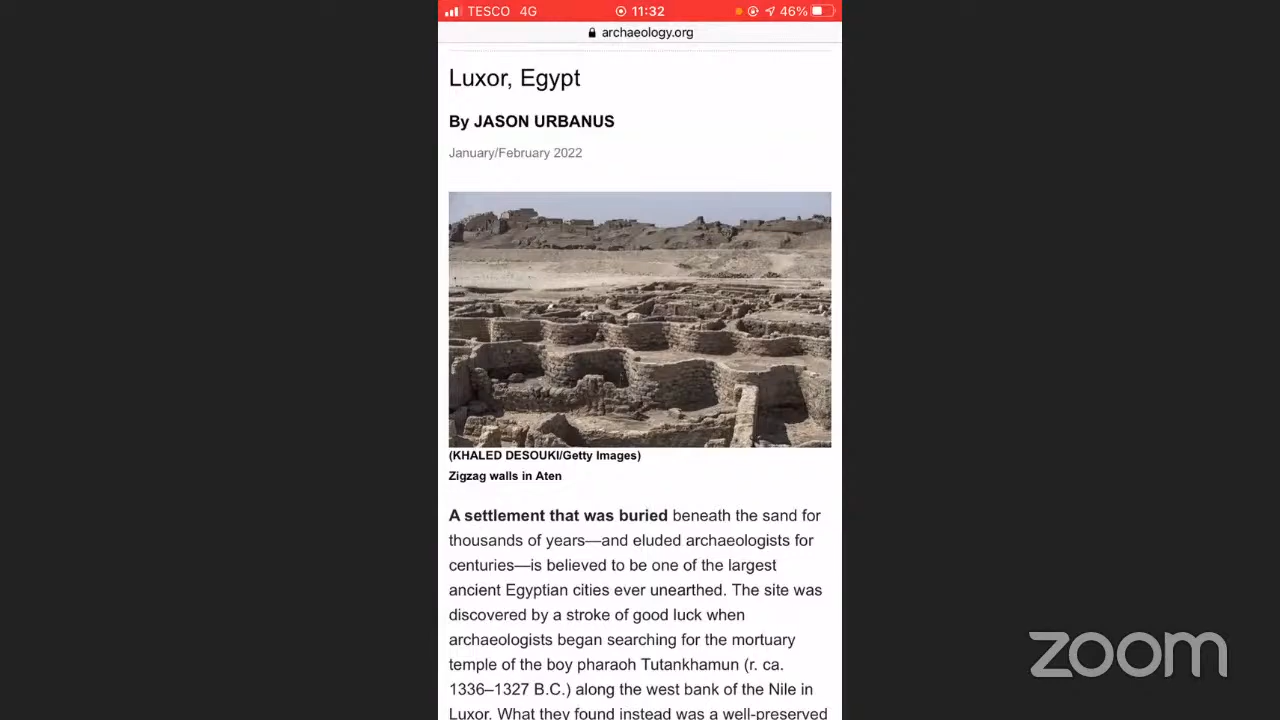 TESCO 4G 11:32 46%
archaeology.org
Luxor, Egypt
By JASON URBANUS
January/February 2022
(KHALED DESOUKI/Getty Images)
Zigzag walls in Aten
A settlement that was buried beneath the sand for
thousands of years—and eluded archaeologists for
centuries—is believed to be one of the largest
ancient Egyptian cities ever unearthed. The site was
discovered by a stroke of good luck when
archaeologists began searching for the mortuary
temple of the boy pharaoh Tutankhamun (r. ca.
1336–1327 B.C.) along the west bank of the Nile in
Luxor. What they found instead was a well-preserved
zoom